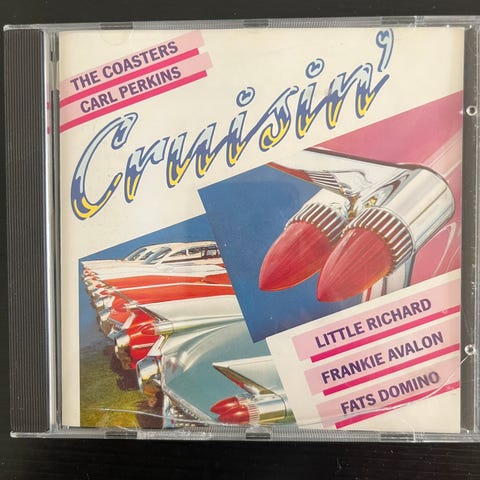 THE COASTERS
CARL PERKINS
Cruisin'
LITTLE RICHARD
FRANKIE AVALON
FATS DOMINO